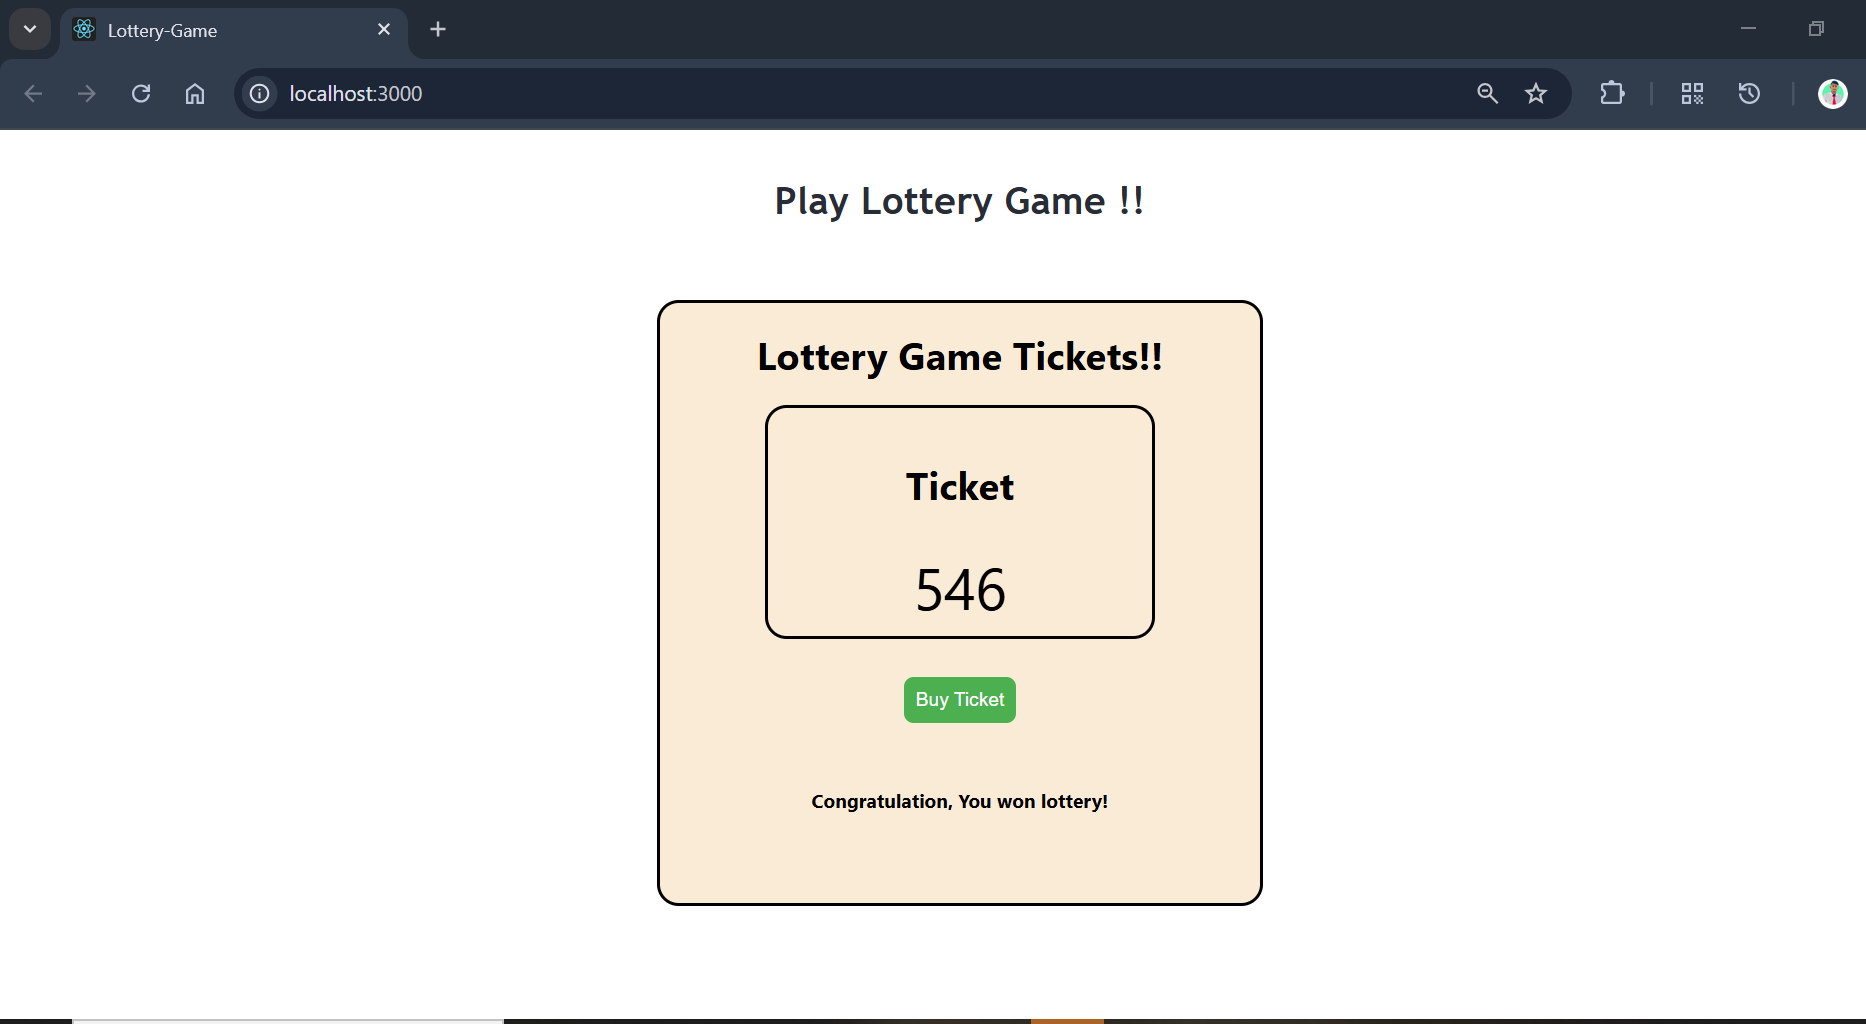 Lottery-Game
localhost:3000
Play Lottery Game !!
Lottery Game Tickets!!
Ticket
546
Buy Ticket
Congratulation, You won lottery!